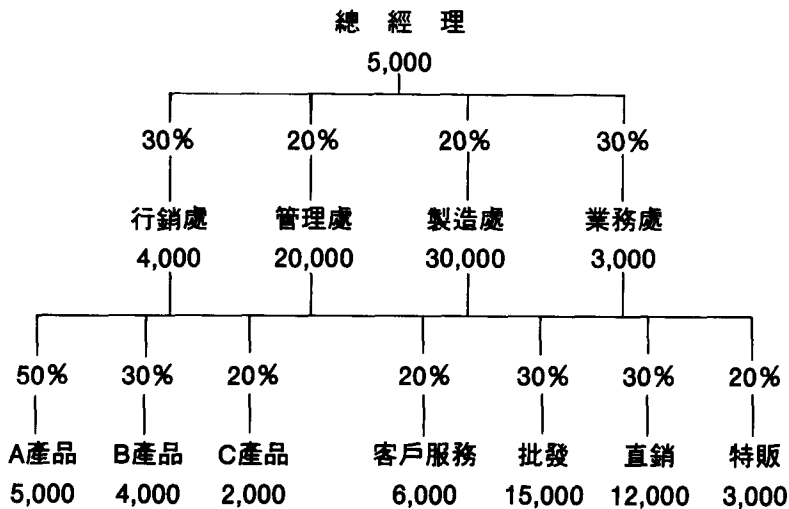 總 經 理
5,000
30% 20% 20% 30%
行銷處 管理處 製造處 業務處
4,000 20,000 30,000 3,000
50% 30% 20% 20% 30% 30% 20%
A產品 B產品 C產品 客戶服務 批發 直銷 特販
5,000 4,000 2,000 6,000 15,000 12,000 3,000